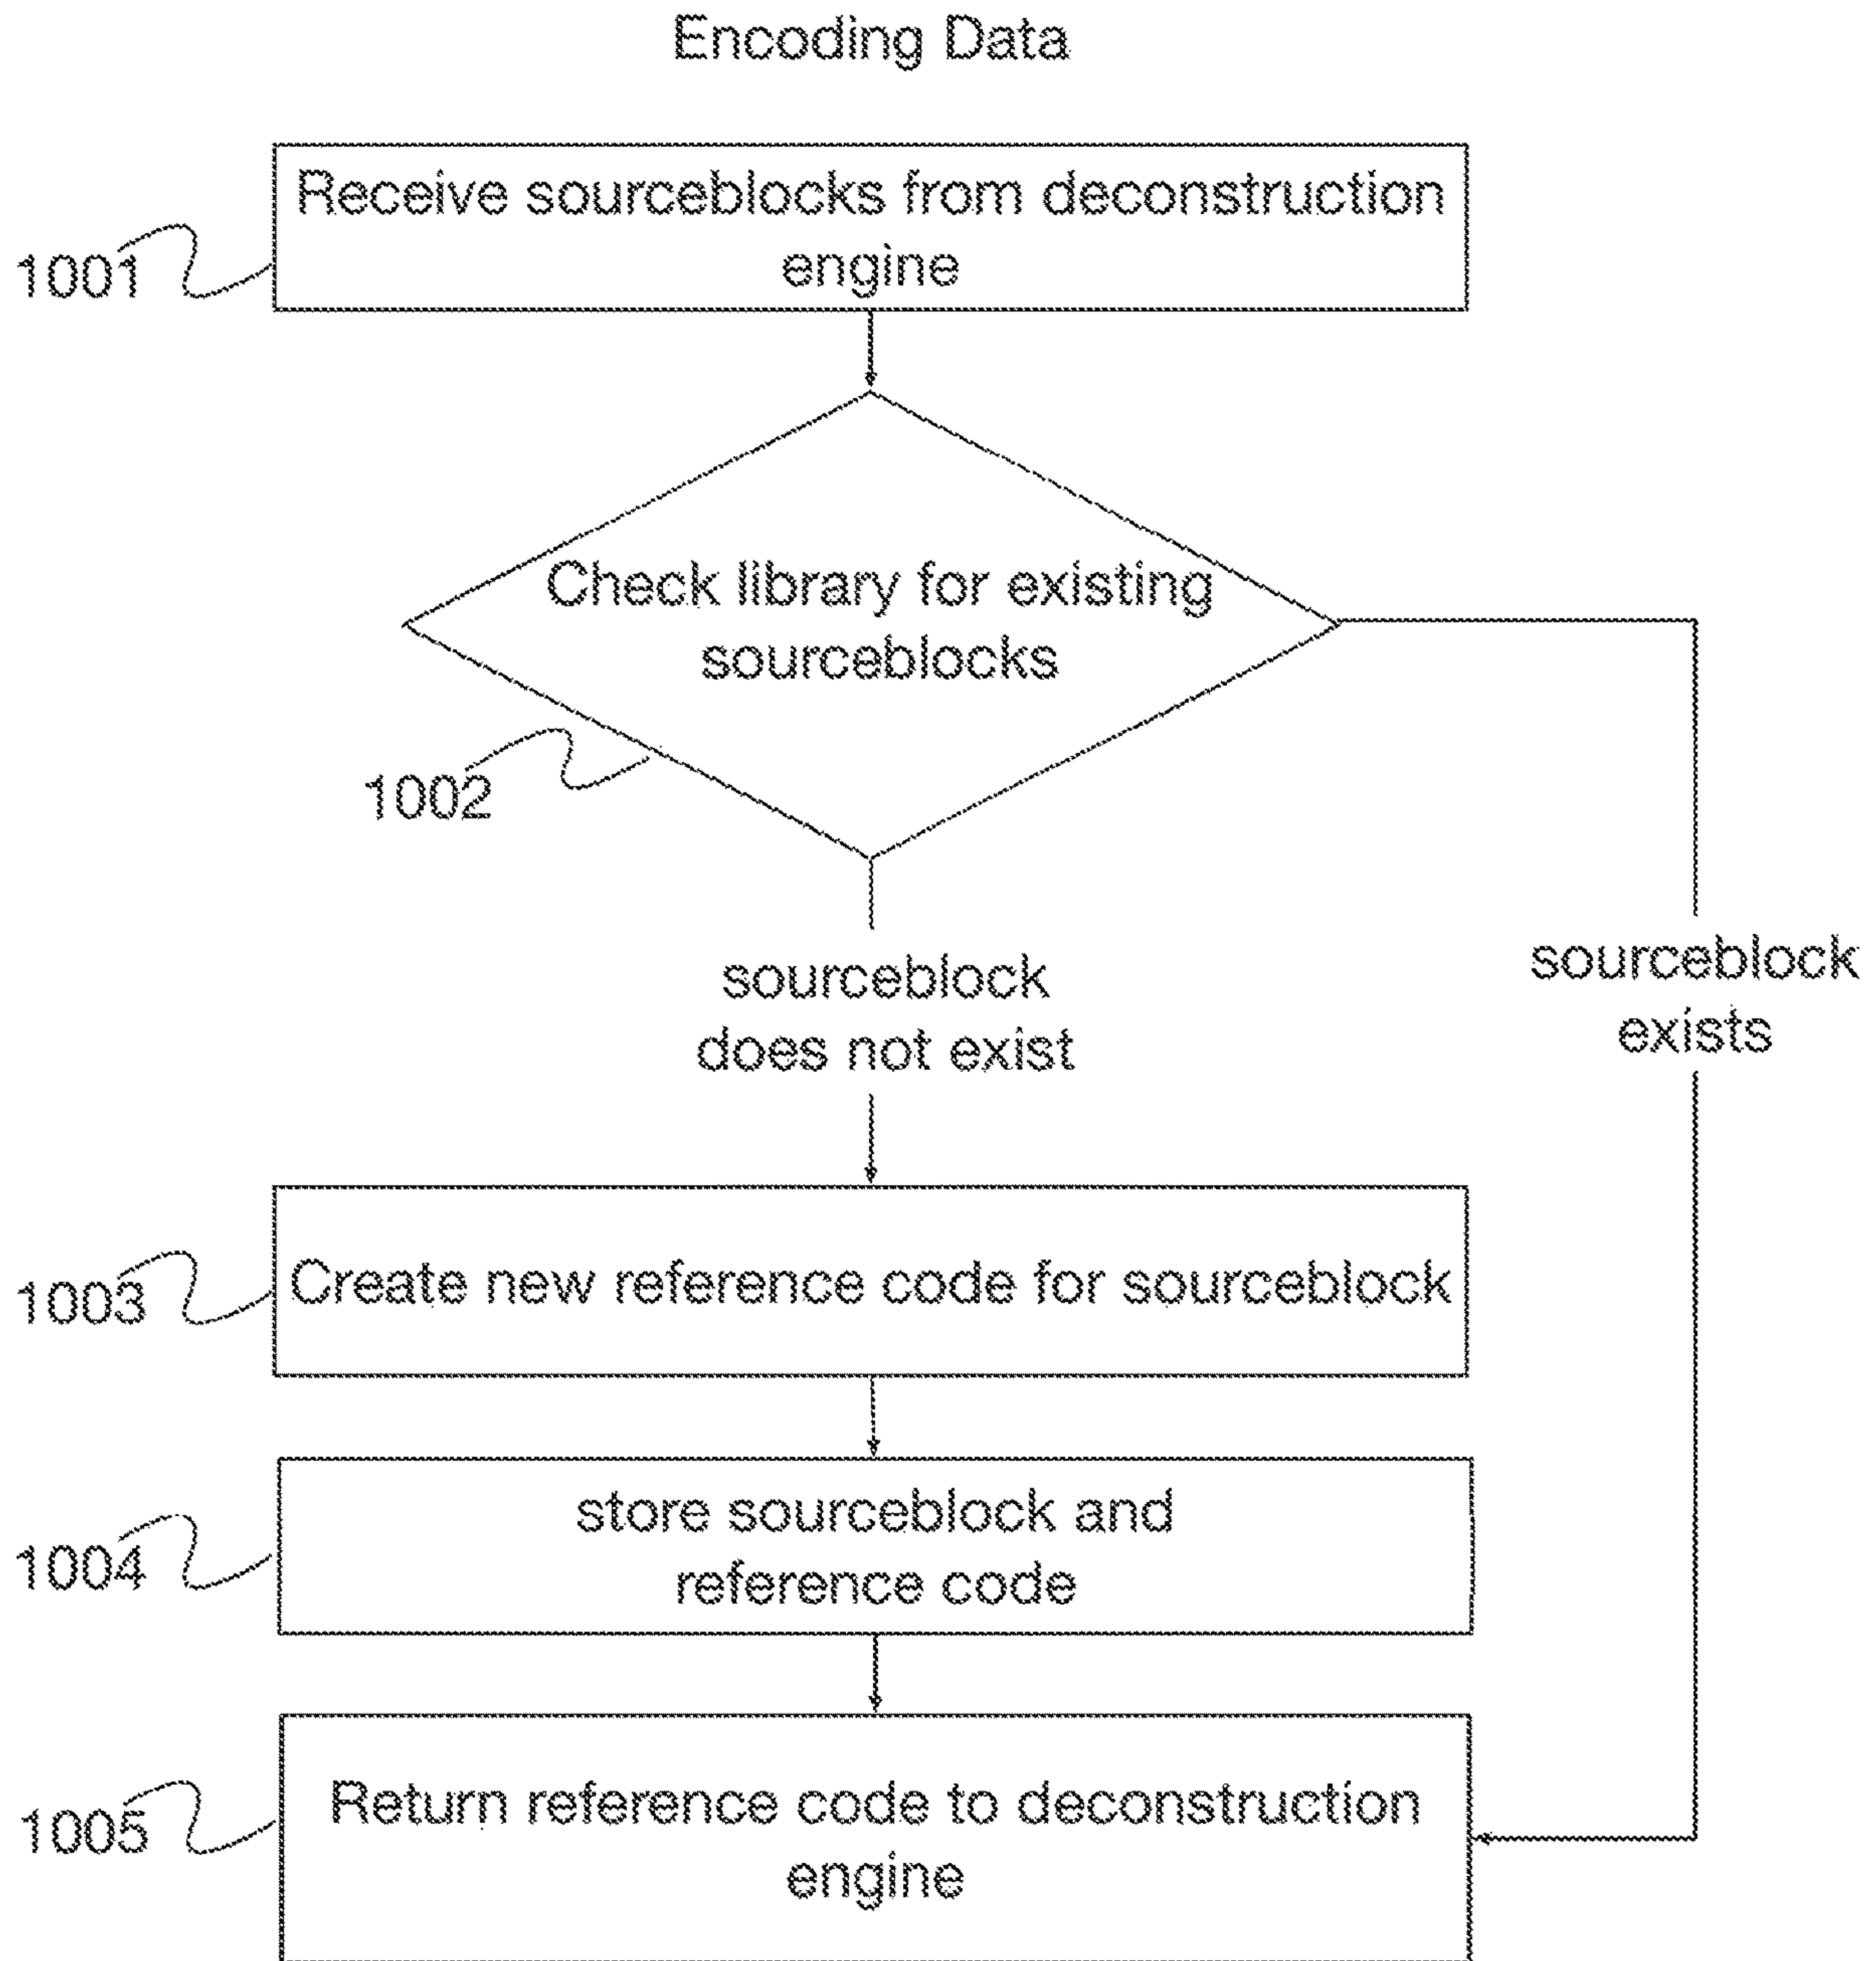 Encoding Data
Receive sourceblocks from deconstruction
engine
1001
Check library for existing
sourceblocks
1002
sourceblock
does not exist
sourceblock
exists
1003
Create new reference code for sourceblock
store sourceblock and
reference code
1004
Return reference code to deconstruction
engine
1005